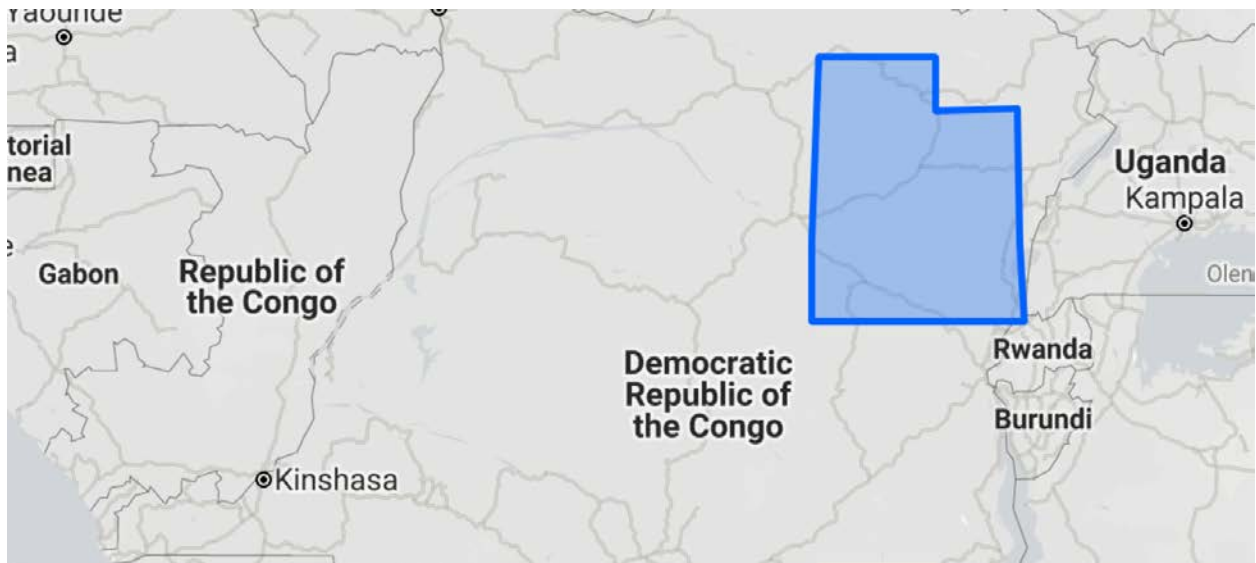 Yaounde
torial
nea
Uganda
Kampala
Gabon
Republic of
the Congo
Olen
Democratic
Republic of
the Congo
Rwanda
Burundi
Kinshasa